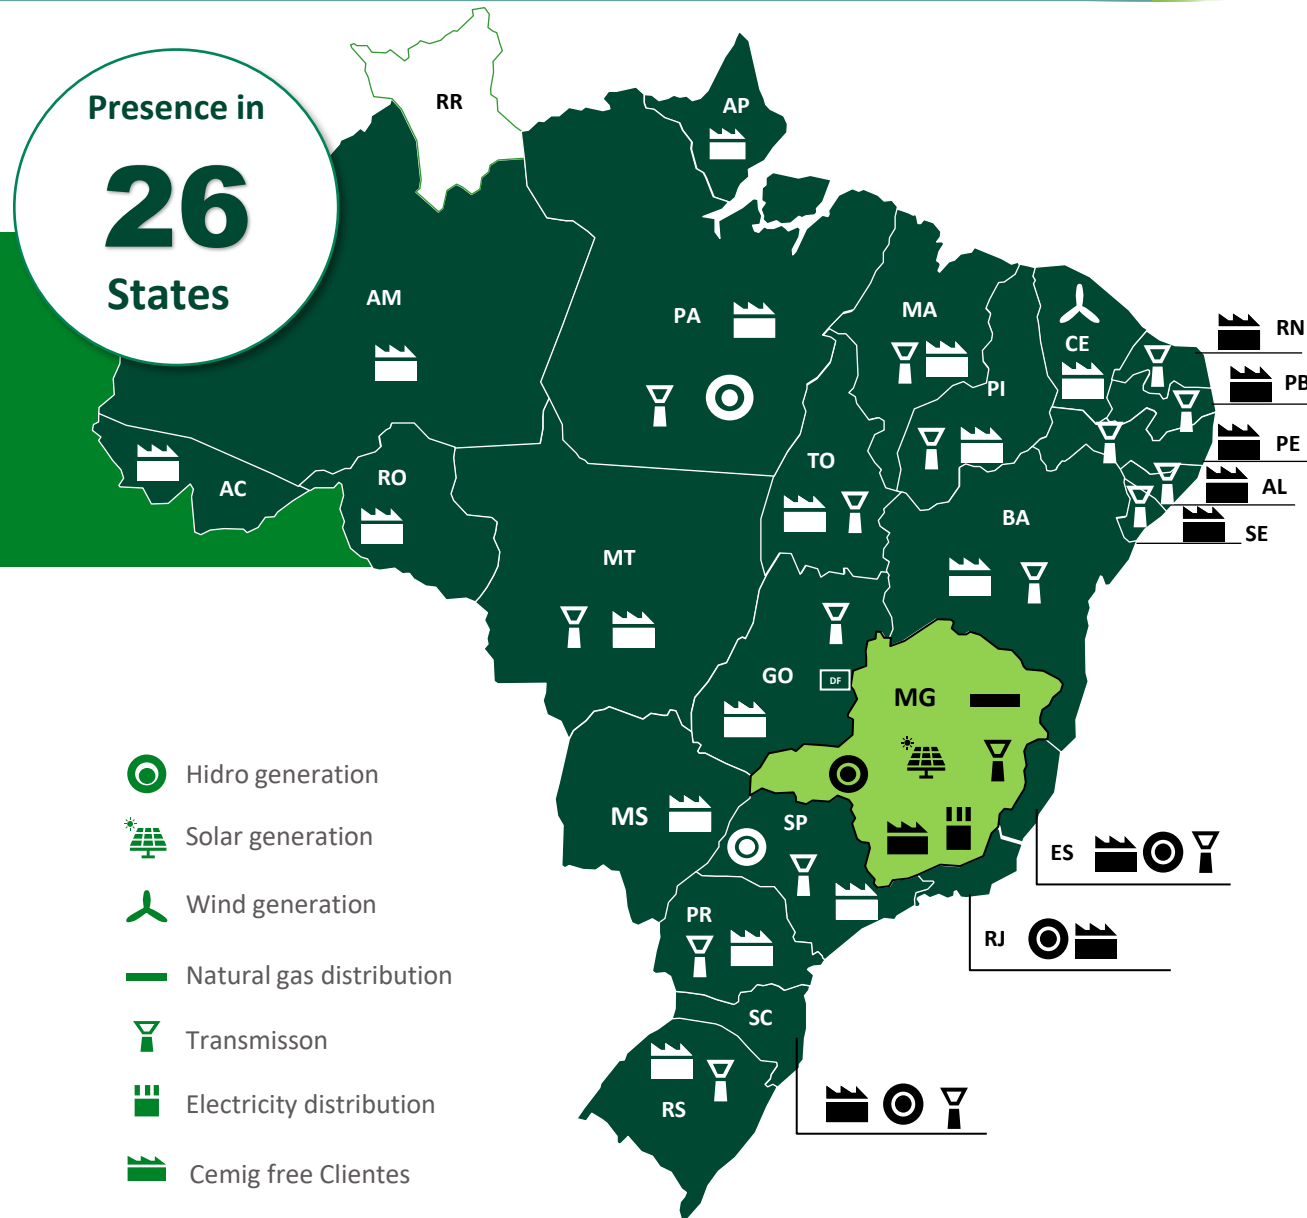 Presence in
26
States
RR
AP
AM
PA
MA
CE
RN
PI
PB
PE
TO
AC
RO
AL
BA
SE
MT
GO
DF
MG
MS
SP
ES
PR
RJ
SC
RS
Hidro generation
Solar generation
Wind generation
Natural gas distribution
Transmisson
Electricity distribution
Cemig free Clientes